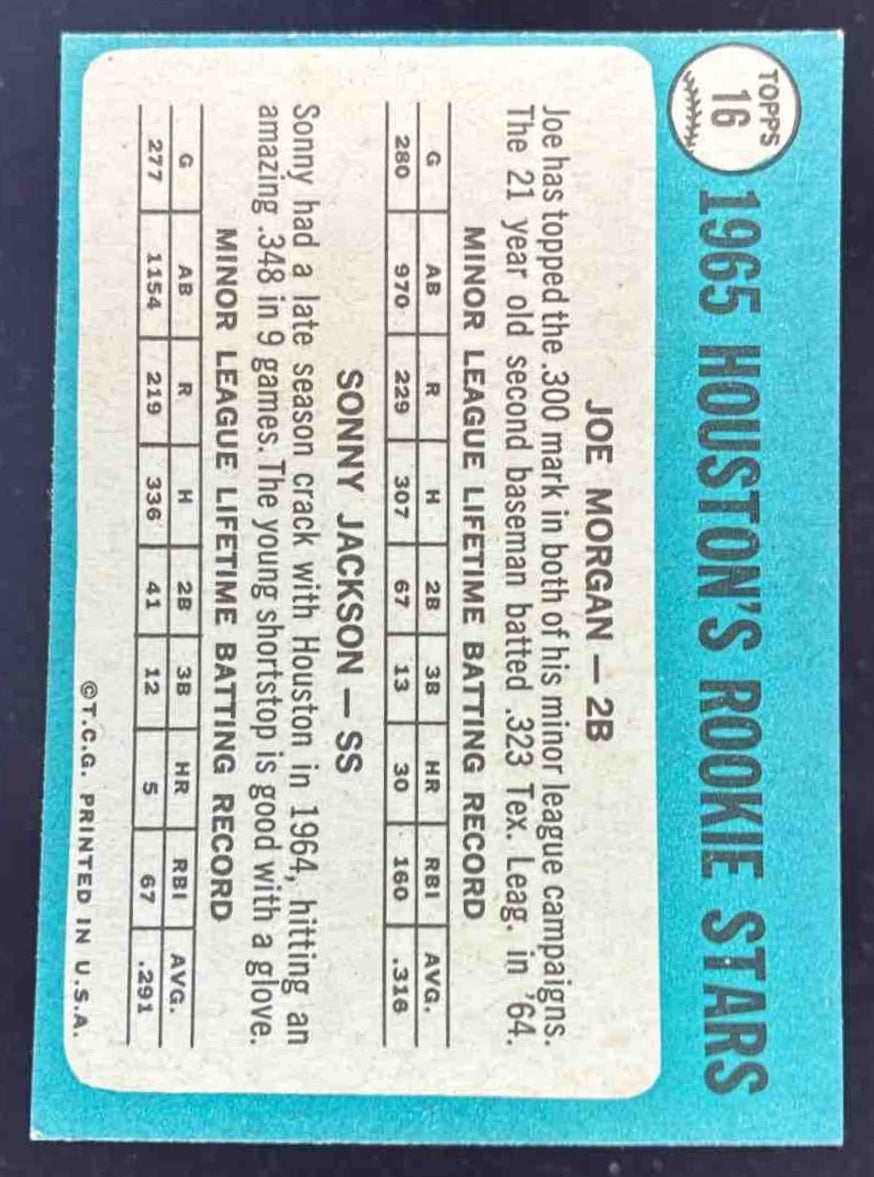 TOPPS
16
1965 HOUSTON'S ROOKIE STARS
JOE MORGAN — 2B
Joe has topped the .300 mark in both of his minor league campaigns.
The 21 year old second baseman batted .323 Tex. Leag. in '64.
MINOR LEAGUE LIFETIME BATTING RECORD
G AB R H 2B 3B HR RBI AVG.
280 970 229 307 67 13 30 160 .316
SONNY JACKSON — SS
Sonny had a late season crack with Houston in 1964, hitting an
amazing .348 in 9 games. The young shortstop is good with a glove.
MINOR LEAGUE LIFETIME BATTING RECORD
G AB R H 2B 3B HR RBI AVG.
277 1154 219 336 41 12 5 67 .291
©T.C.G. PRINTED IN U.S.A.